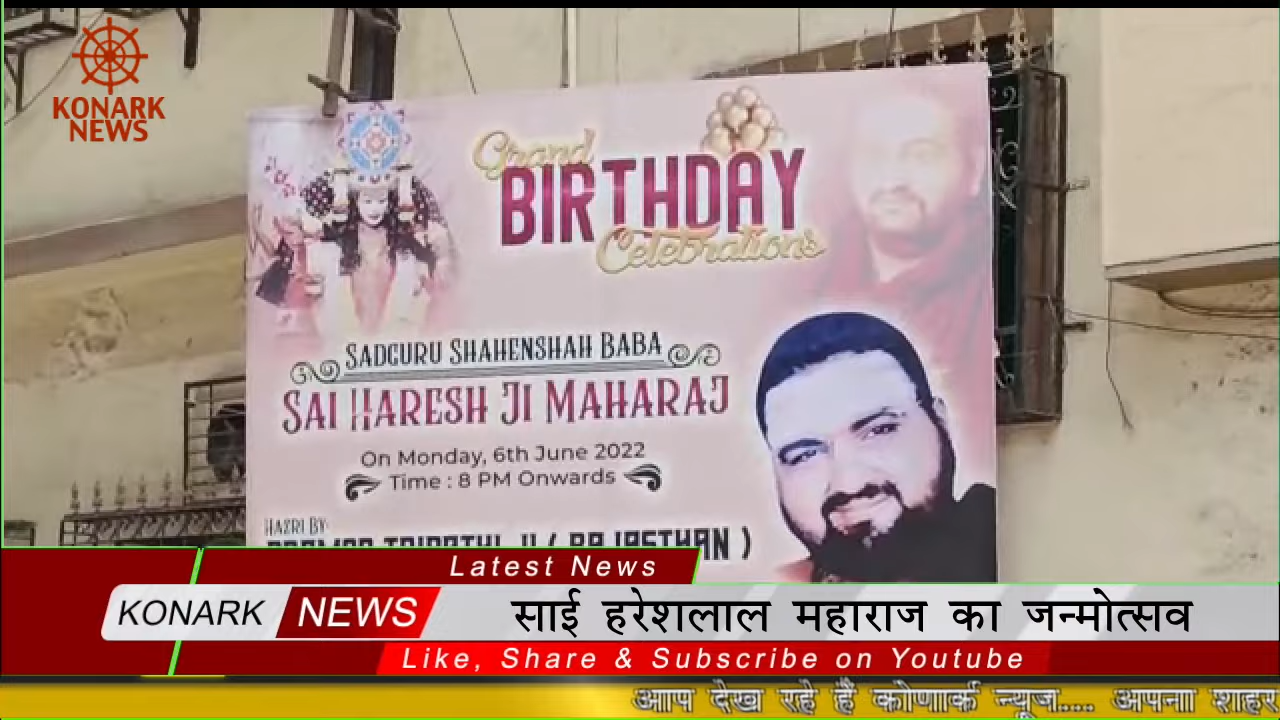 KONARK
NEWS
Grand
BIRTHDAY
Celebrations
SADGURU SHAHENSHAH BABA
SAI HARESH JI MAHARAJ
On Monday, 6th June 2022
Time : 8 PM Onwards
HAZRI BY:
TRIPATHI JI ( RAJASTHAN )
Latest News
KONARK NEWS
साई हरेशलाल महाराज का जन्मोत्सव
Like, Share & Subscribe on Youtube
आाप देख रहे हैं कोणार्क न्यूज.... अपना शहर